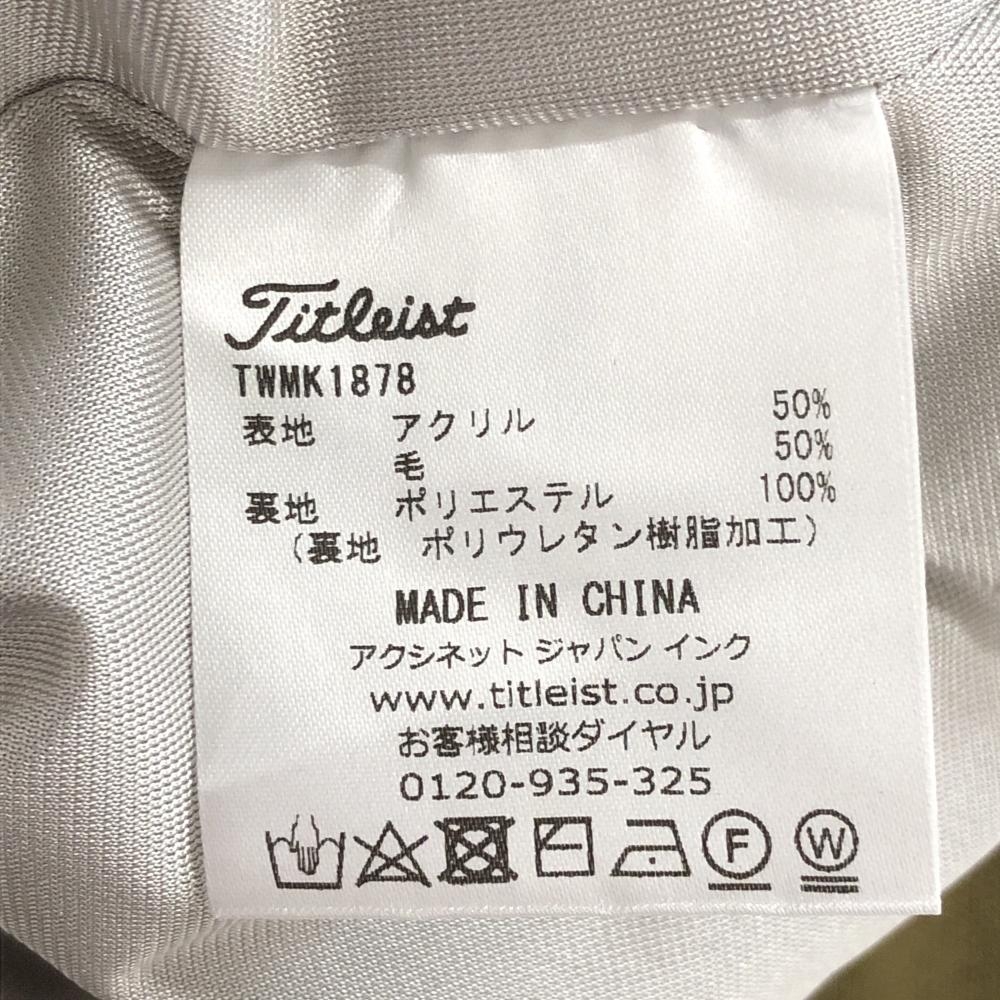 Titleist
TWMK1878
表地 アクリル 50%
毛 50%
裏地 ポリエステル 100%
（裏地 ポリウレタン樹脂加工）
MADE IN CHINA
アクシネット ジャパン インク
www.titleist.co.jp
お客様相談ダイヤル
0120-935-325
F W